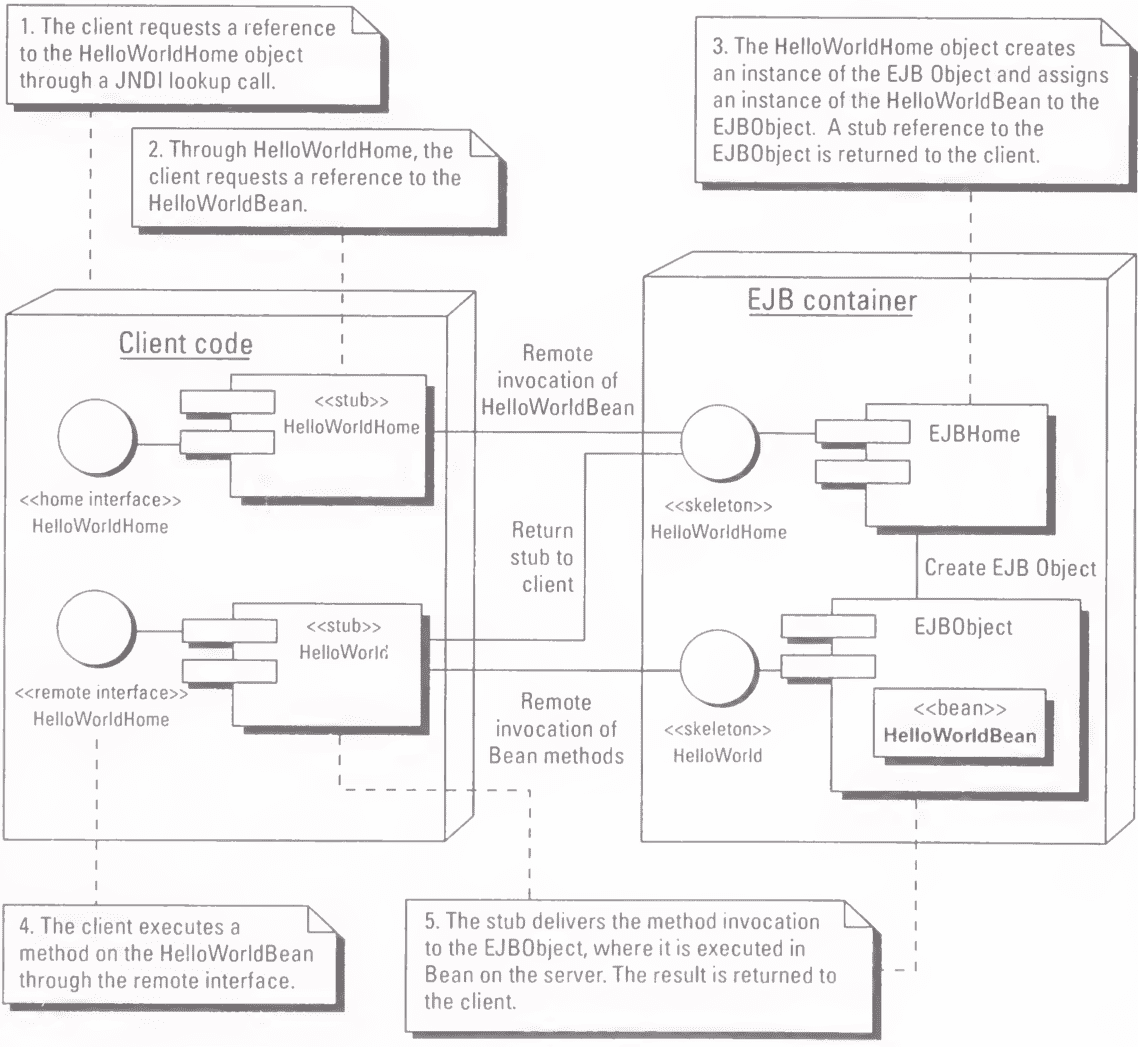 1. The client requests a reference
to the HelloWorldHome object
through a JNDI lookup call.
2. Through HelloWorldHome, the
client requests a reference to the
HelloWorldBean.
3. The HelloWorldHome object creates
an instance of the EJB Object and assigns
an instance of the HelloWorldBean to the
EJBObject. A stub reference to the
EJBObject is returned to the client.
Client code
<<stub>>
HelloWorldHome
<<home interface>>
HelloWorldHome
<<stub>>
HelloWorld
<<remote interface>>
HelloWorldHome
Remote
invocation of
HelloWorldBean
Return
stub to
client
Remote
invocation of
Bean methods
EJB container
EJBHome
<<skeleton>>
HelloWorldHome
Create EJB Object
EJBObject
<<bean>>
HelloWorldBean
<<skeleton>>
HelloWorld
4. The client executes a
method on the HelloWorldBean
through the remote interface.
5. The stub delivers the method invocation
to the EJBObject, where it is executed in
Bean on the server. The result is returned to
the client.